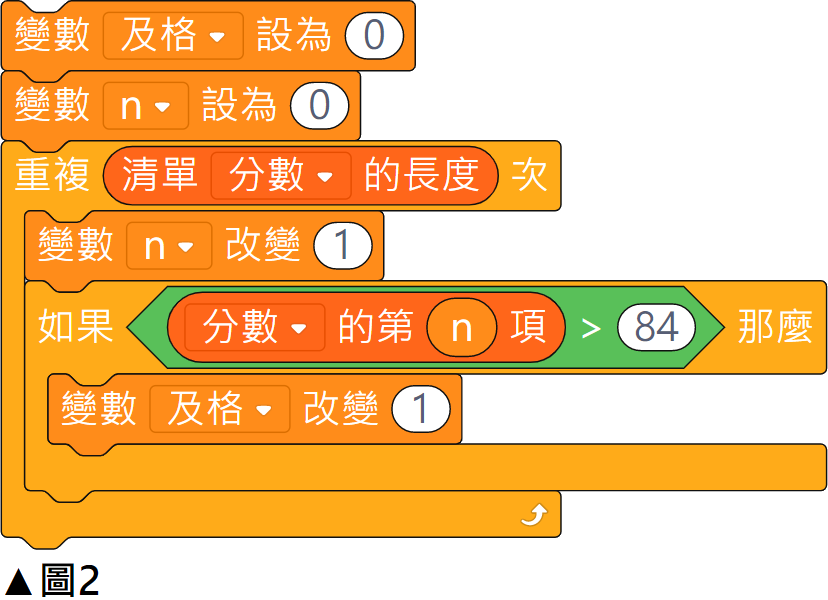 變數 及格 設為 0
變數 n 設為 0
重複 清單 分數 的長度 次
變數 n 改變 1
如果 分數 的第 n 項 > 84 那麼
變數 及格 改變 1
▲圖2